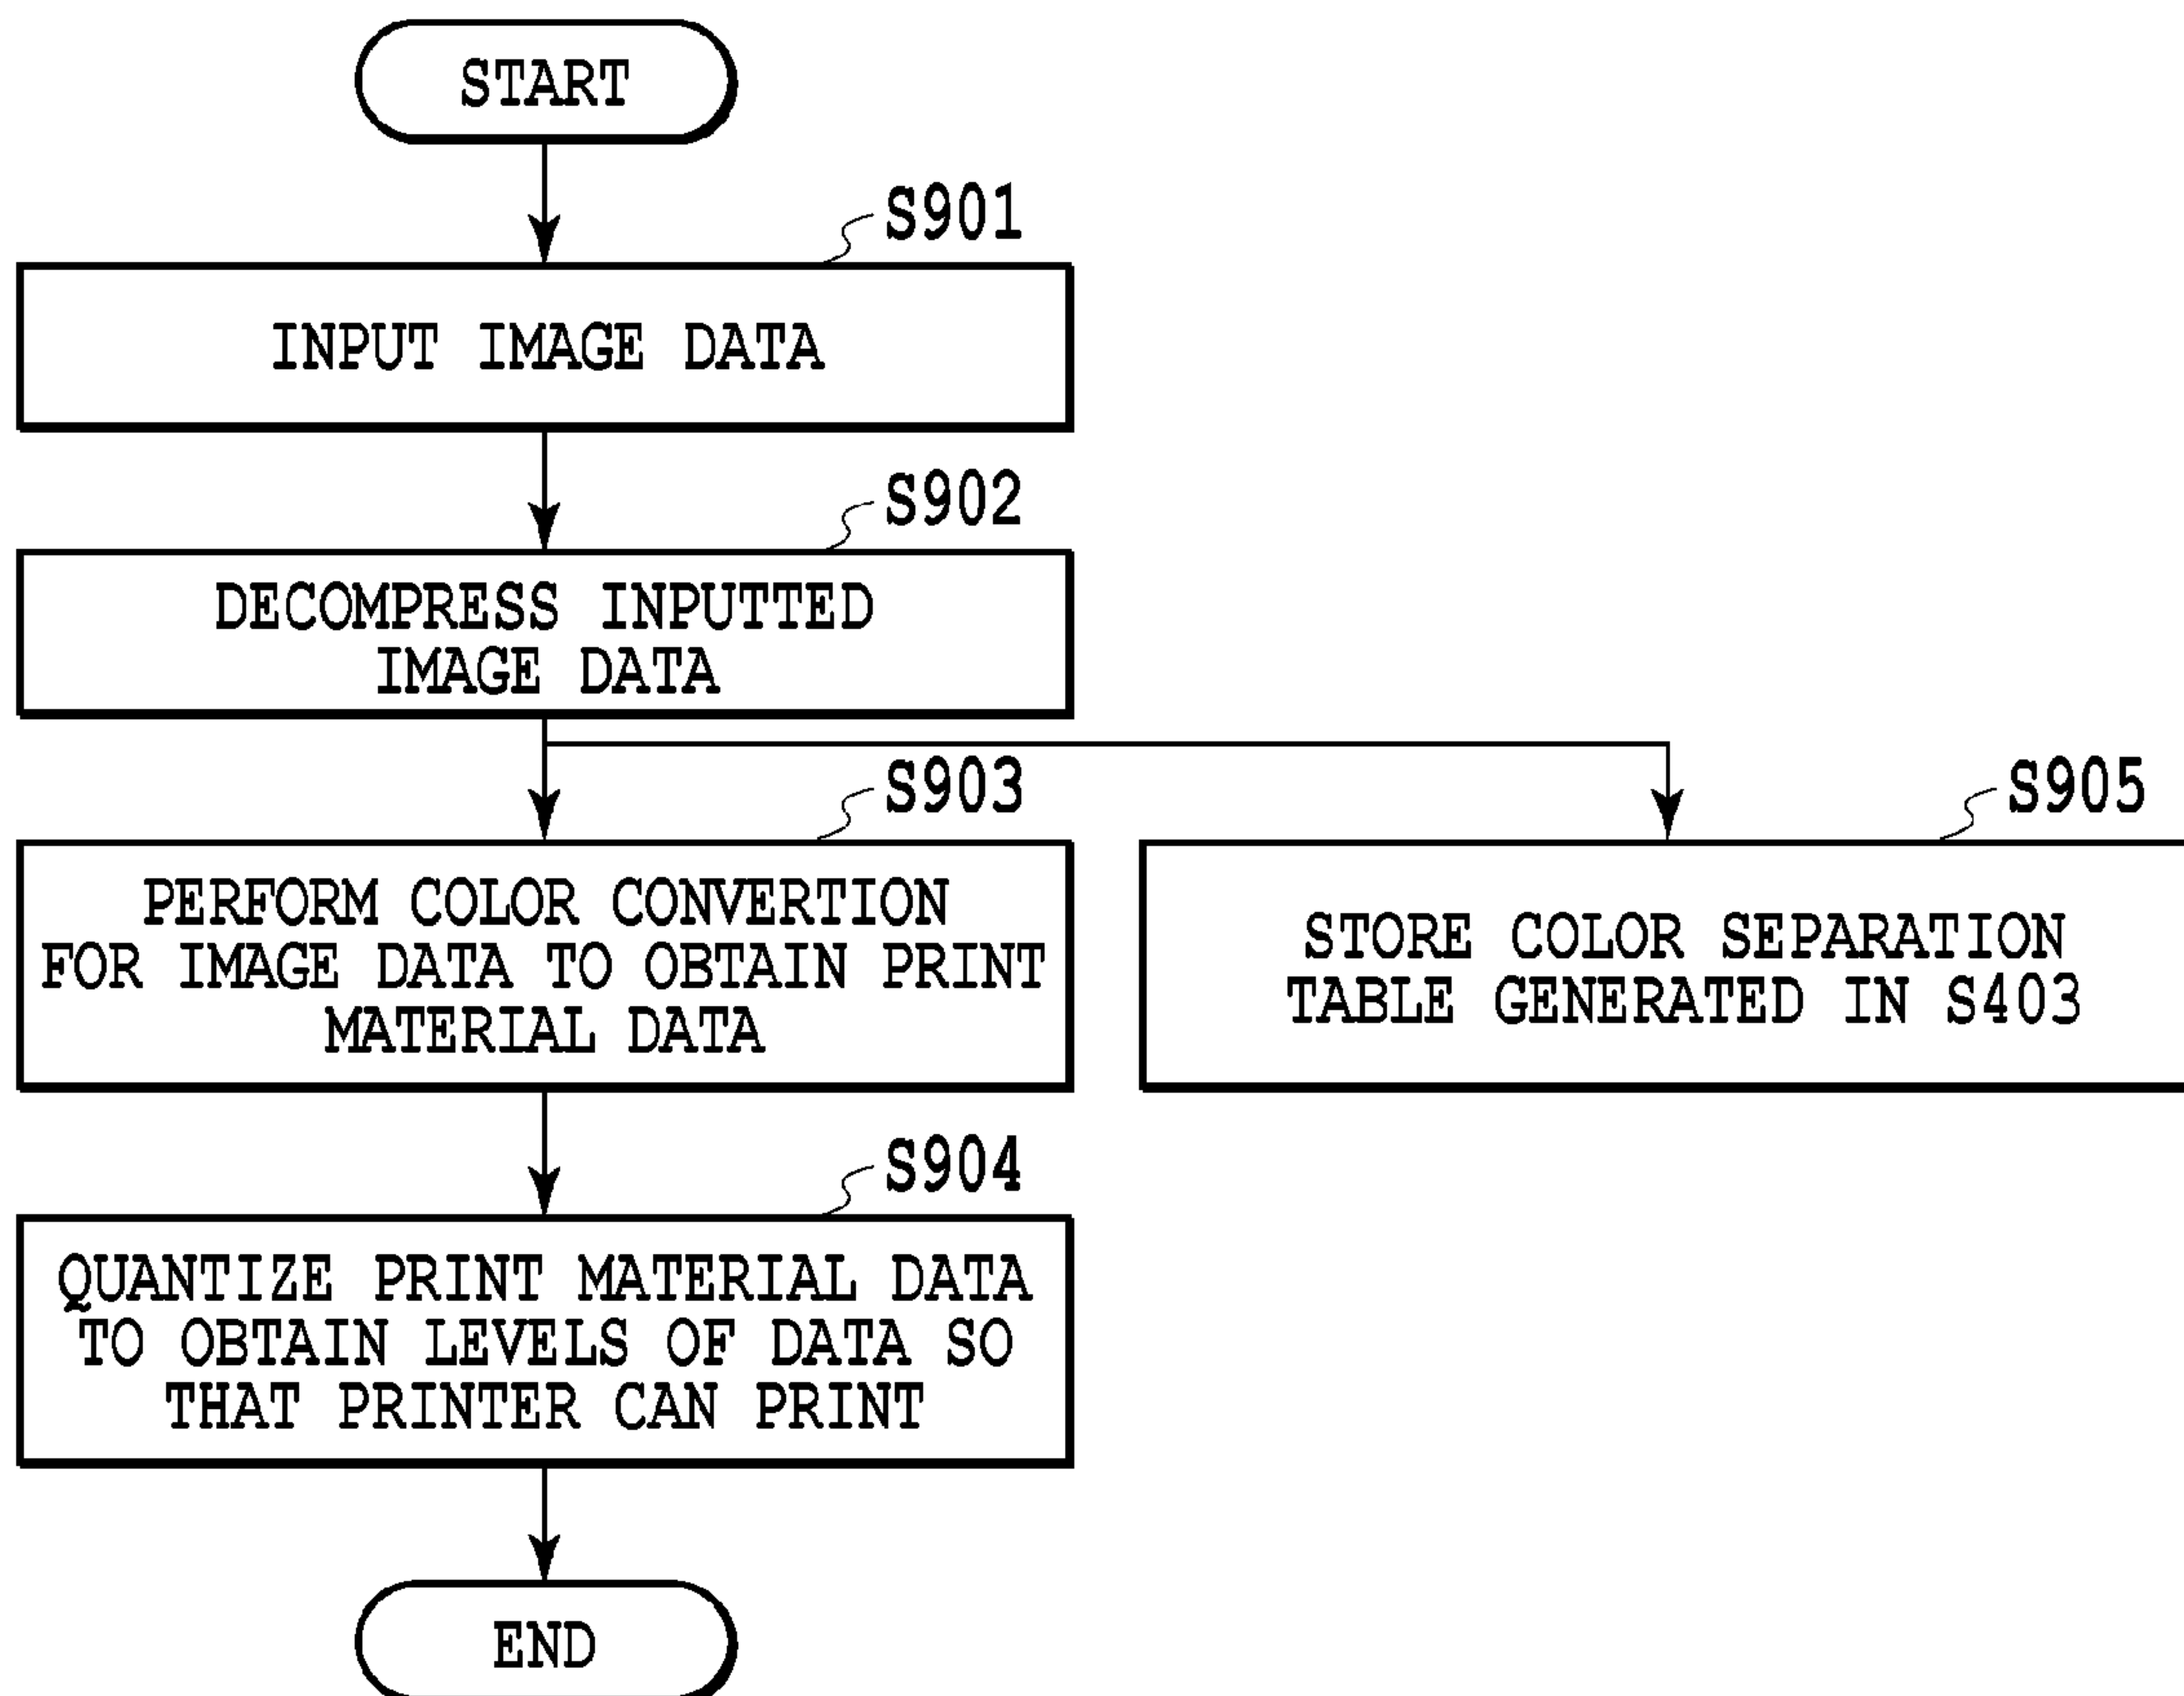 START
S901
INPUT IMAGE DATA
S902
DECOMPRESS INPUTTED
IMAGE DATA
S903
PERFORM COLOR CONVERTION
FOR IMAGE DATA TO OBTAIN PRINT
MATERIAL DATA
S905
STORE COLOR SEPARATION
TABLE GENERATED IN S403
S904
QUANTIZE PRINT MATERIAL DATA
TO OBTAIN LEVELS OF DATA SO
THAT PRINTER CAN PRINT
END